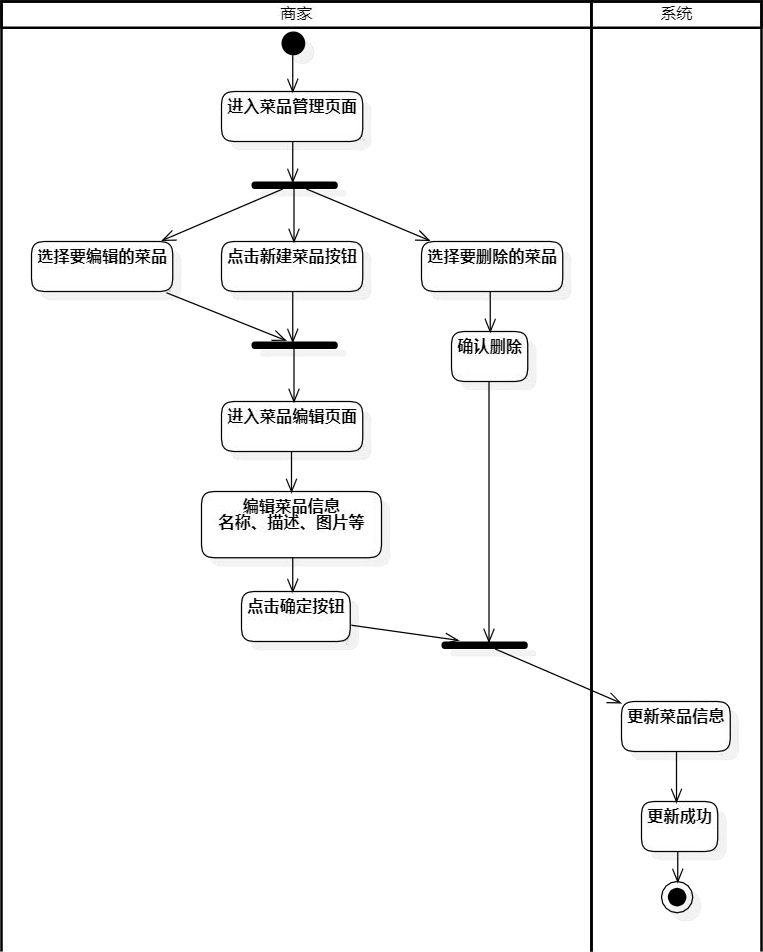 商家
系统
进入菜品管理页面
选择要编辑的菜品
点击新建菜品按钮
选择要删除的菜品
确认删除
进入菜品编辑页面
编辑菜品信息
名称、描述、图片等
点击确定按钮
更新菜品信息
更新成功